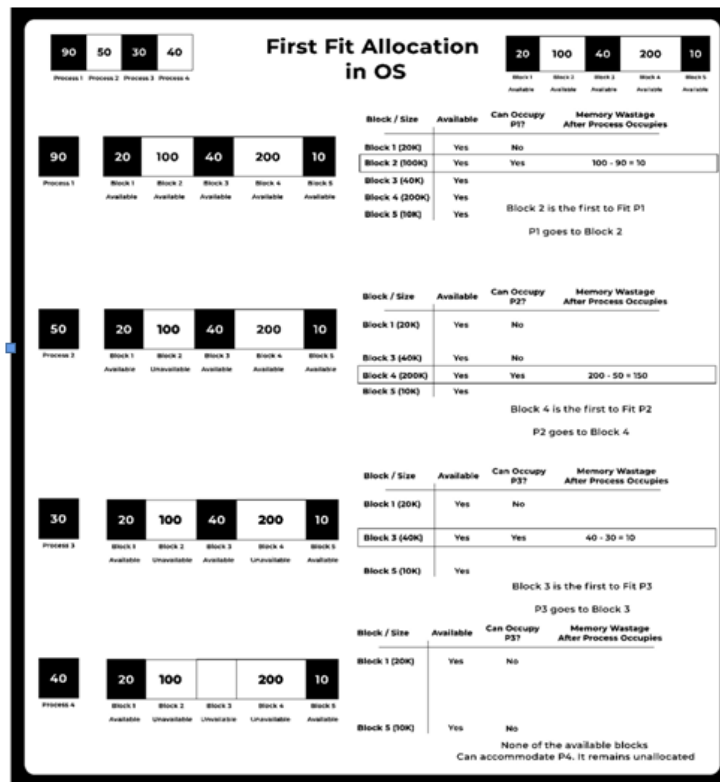 90 50 30 40
Process 1 Process 2 Process 3 Process 4
First Fit Allocation
in OS
20 100 40 200 10
Block 1 Block 2 Block 3 Block 4 Block 5
Available Available Available Available Available
90
Process 1
20 100 40 200 10
Block 1 Block 2 Block 3 Block 4 Block 5
Available Available Available Available Available
Block / Size Available Can Occupy P1? Memory Wastage After Process Occupies
Block 1 (20K) Yes No
Block 2 (100K) Yes Yes 100 - 90 = 10
Block 3 (40K) Yes
Block 4 (200K) Yes
Block 5 (10K) Yes
Block 2 is the first to Fit P1
P1 goes to Block 2
50
Process 2
20 100 40 200 10
Block 1 Block 2 Block 3 Block 4 Block 5
Available Unavailable Available Available Available
Block / Size Available Can Occupy P2? Memory Wastage After Process Occupies
Block 1 (20K) Yes No
Block 3 (40K) Yes No
Block 4 (200K) Yes Yes 200 - 50 = 150
Block 5 (10K) Yes
Block 4 is the first to Fit P2
P2 goes to Block 4
30
Process 3
20 100 40 200 10
Block 1 Block 2 Block 3 Block 4 Block 5
Available Unavailable Available Unavailable Available
Block / Size Available Can Occupy P3? Memory Wastage After Process Occupies
Block 1 (20K) Yes No
Block 3 (40K) Yes Yes 40 - 30 = 10
Block 5 (10K) Yes
Block 3 is the first to Fit P3
P3 goes to Block 3
40
Process 4
20 100 200 10
Block 1 Block 2 Block 3 Block 4 Block 5
Available Unavailable Unavailable Unavailable Available
Block / Size Available Can Occupy P3? Memory Wastage After Process Occupies
Block 1 (20K) Yes No
Block 5 (10K) Yes No
None of the available blocks
Can accommodate P4. It remains unallocated